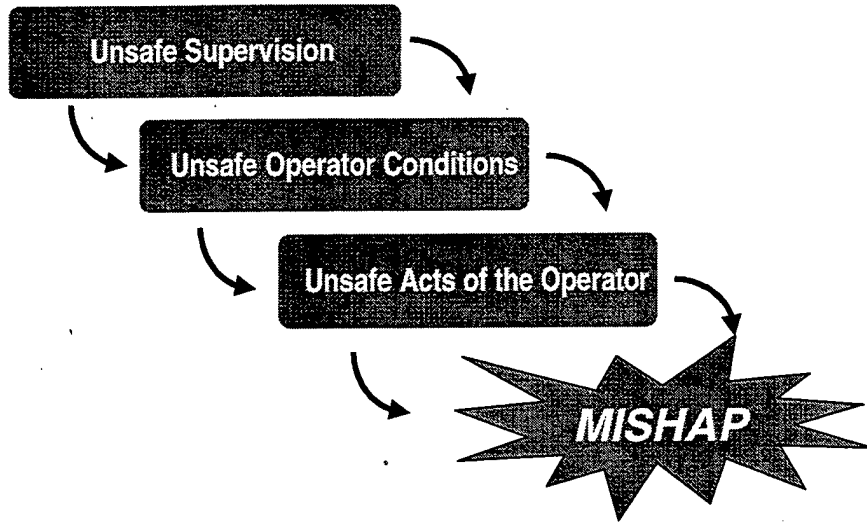 Unsafe Supervision
Unsafe Operator Conditions
Unsafe Acts of the Operator
MISHAP